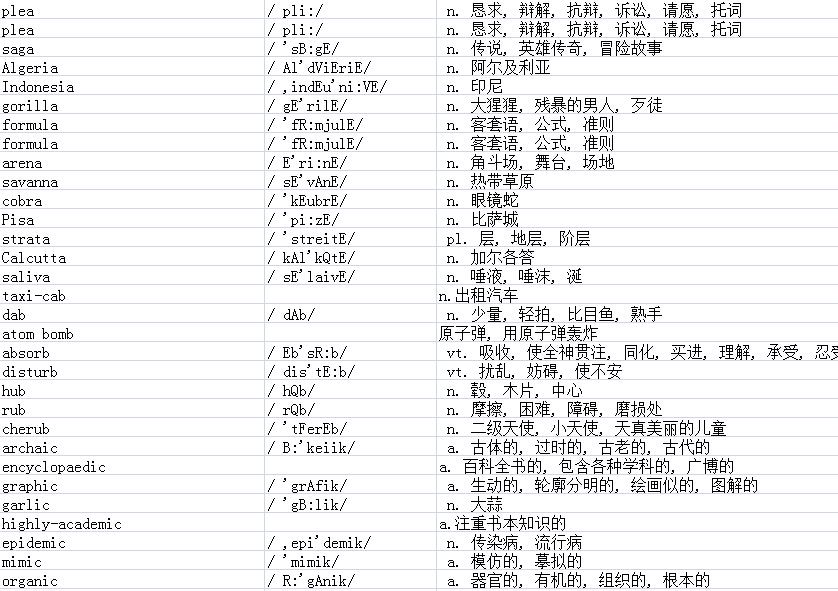 plea / pli:/ n. 恳求, 辩解, 抗辩, 诉讼, 请愿, 托词
plea / pli:/ n. 恳求, 辩解, 抗辩, 诉讼, 请愿, 托词
saga / 'sB:gE/ n. 传说, 英雄传奇, 冒险故事
Algeria / Al'dViEriE/ n. 阿尔及利亚
Indonesia / ,indEu'ni:VE/ n. 印尼
gorilla / gE'rilE/ n. 大猩猩, 残暴的男人, 歹徒
formula / 'fR:mjulE/ n. 客套语, 公式, 准则
formula / 'fR:mjulE/ n. 客套语, 公式, 准则
arena / E'ri:nE/ n. 角斗场, 舞台, 场地
savanna / sE'vAnE/ n. 热带草原
cobra / 'kEubrE/ n. 眼镜蛇
Pisa / 'pi:zE/ n. 比萨城
strata / 'streitE/ pl. 层, 地层, 阶层
Calcutta / kAl'kQtE/ n. 加尔各答
saliva / sE'laivE/ n. 唾液, 唾沫, 涎
taxi-cab n.出租汽车
dab / dAb/ n. 少量, 轻拍, 比目鱼, 熟手
atom bomb 原子弹, 用原子弹轰炸
absorb / Eb'sR:b/ vt. 吸收, 使全神贯注, 同化, 买进, 理解, 承受, 忍受
disturb / dis'tE:b/ vt. 扰乱, 妨碍, 使不安
hub / hQb/ n. 毂, 木片, 中心
rub / rQb/ n. 摩擦, 困难, 障碍, 磨损处
cherub / 'tFerEb/ n. 二级天使, 小天使, 天真美丽的儿童
archaic / B:'keiik/ a. 古体的, 过时的, 古老的, 古代的
encyclopaedic a. 百科全书的, 包含各种学科的, 广博的
graphic / 'grAfik/ a. 生动的, 轮廓分明的, 绘画似的, 图解的
garlic / 'gB:lik/ n. 大蒜
highly-academic a.注重书本知识的
epidemic / ,epi'demik/ n. 传染病, 流行病
mimic / 'mimik/ a. 模仿的, 摹拟的
organic / R:'gAnik/ a. 器官的, 有机的, 组织的, 根本的